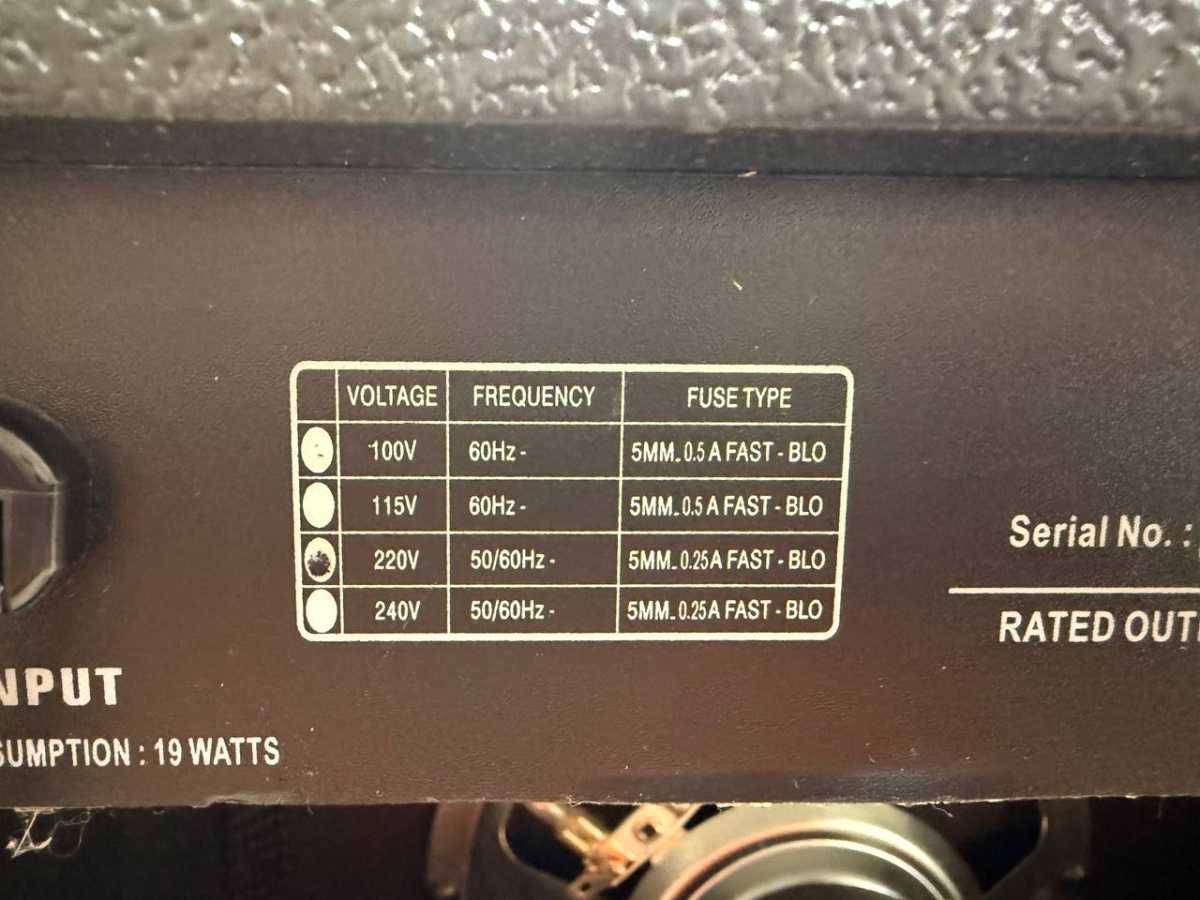 VOLTAGE FREQUENCY FUSE TYPE
100V 60Hz - 5MM. 0.5 A FAST - BLO
115V 60Hz - 5MM. 0.5 A FAST - BLO
220V 50/60Hz - 5MM. 0.25A FAST - BLO
240V 50/60Hz - 5MM. 0.25A FAST - BLO
Serial No. :
RATED OUT
NPUT
SUMPTION : 19 WATTS